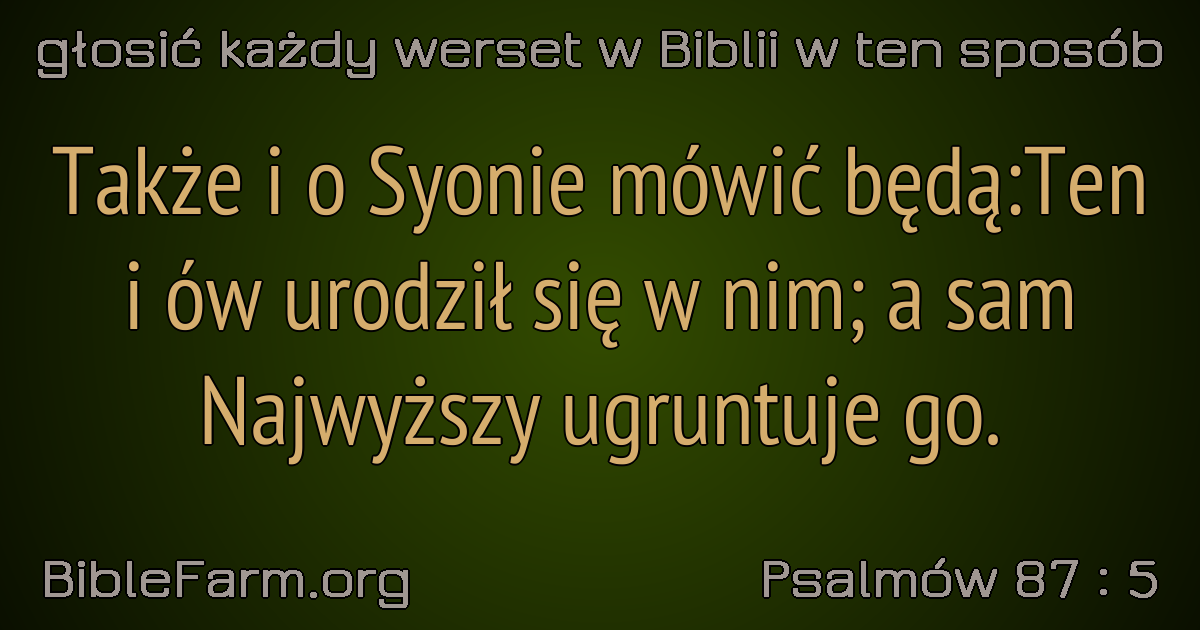 głosić każdy werset w Biblii w ten sposób
Także i o Syonie mówić będą:Ten
i ów urodził się w nim; a sam
Najwyższy ugruntuje go.
BibleFarm.org
Psalmów 87 : 5